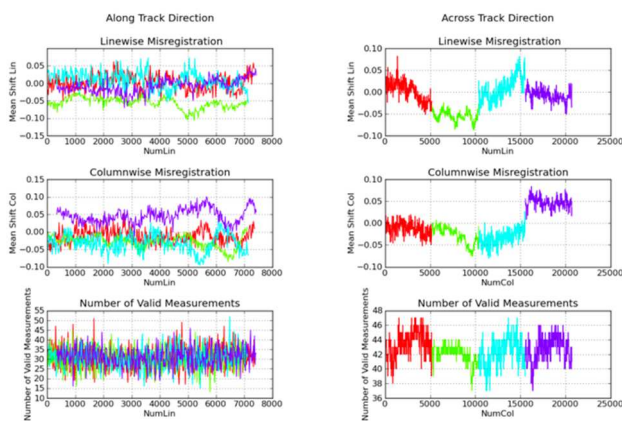 Along Track Direction
Linewise Misregistration
Mean Shift Lin
0.10
0.05
0.00
−0.05
−0.10
−0.15
0 1000 2000 3000 4000 5000 6000 7000 8000
NumLin
Columnwise Misregistration
Mean Shift Col
0.15
0.10
0.05
0.00
−0.05
−0.10
0 1000 2000 3000 4000 5000 6000 7000 8000
NumLin
Number of Valid Measurements
Number of Valid Measurements
55
50
45
40
35
30
25
20
15
10
0 1000 2000 3000 4000 5000 6000 7000 8000
NumLin
Across Track Direction
Linewise Misregistration
Mean Shift Lin
0.10
0.05
0.00
−0.05
−0.10
0 5000 10000 15000 20000 25000
NumLin
Columnwise Misregistration
Mean Shift Col
0.10
0.05
0.00
−0.05
−0.10
0 5000 10000 15000 20000 25000
NumCol
Number of Valid Measurements
Number of Valid Measurements
48
46
44
42
40
38
36
0 5000 10000 15000 20000 25000
NumCol